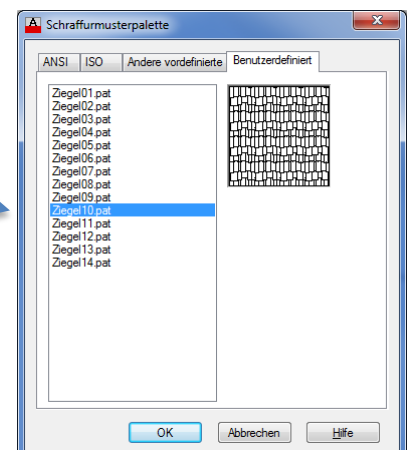 A Schraffurmusterpalette
ANSI ISO Andere vordefinierte Benutzerdefiniert
Ziegel01.pat
Ziegel02.pat
Ziegel03.pat
Ziegel04.pat
Ziegel05.pat
Ziegel06.pat
Ziegel07.pat
Ziegel08.pat
Ziegel09.pat
Ziegel10.pat
Ziegel11.pat
Ziegel12.pat
Ziegel13.pat
Ziegel14.pat
OK Abbrechen Hilfe